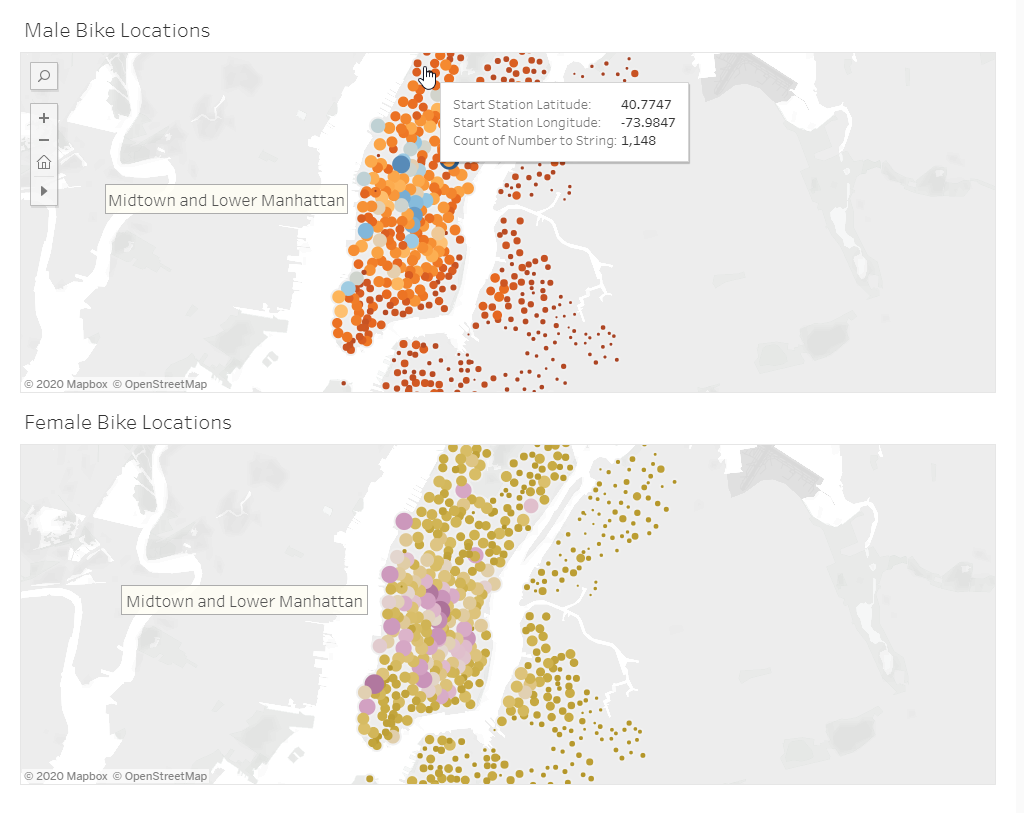 Male Bike Locations
Start Station Latitude: 40.7747
Start Station Longitude: -73.9847
Count of Number to String: 1,148
Midtown and Lower Manhattan
© 2020 Mapbox © OpenStreetMap
Female Bike Locations
Midtown and Lower Manhattan
© 2020 Mapbox © OpenStreetMap